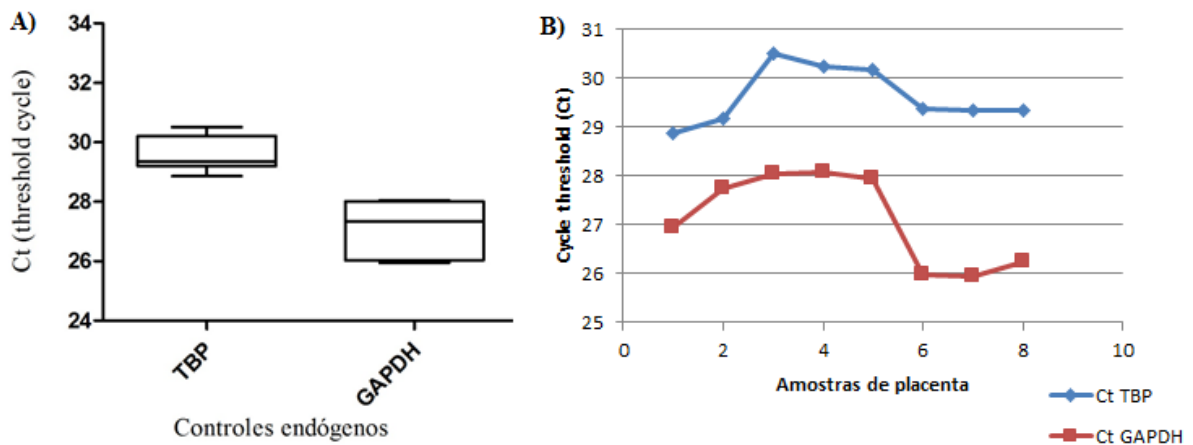 A)
Ct (threshold cycle)
34
32
30
28
26
24
TBP
GAPDH
Controles endógenos
B)
Cycle threshold (Ct)
31
30
29
28
27
26
25
0
2
4
6
8
10
Amostras de placenta
Ct TBP
Ct GAPDH